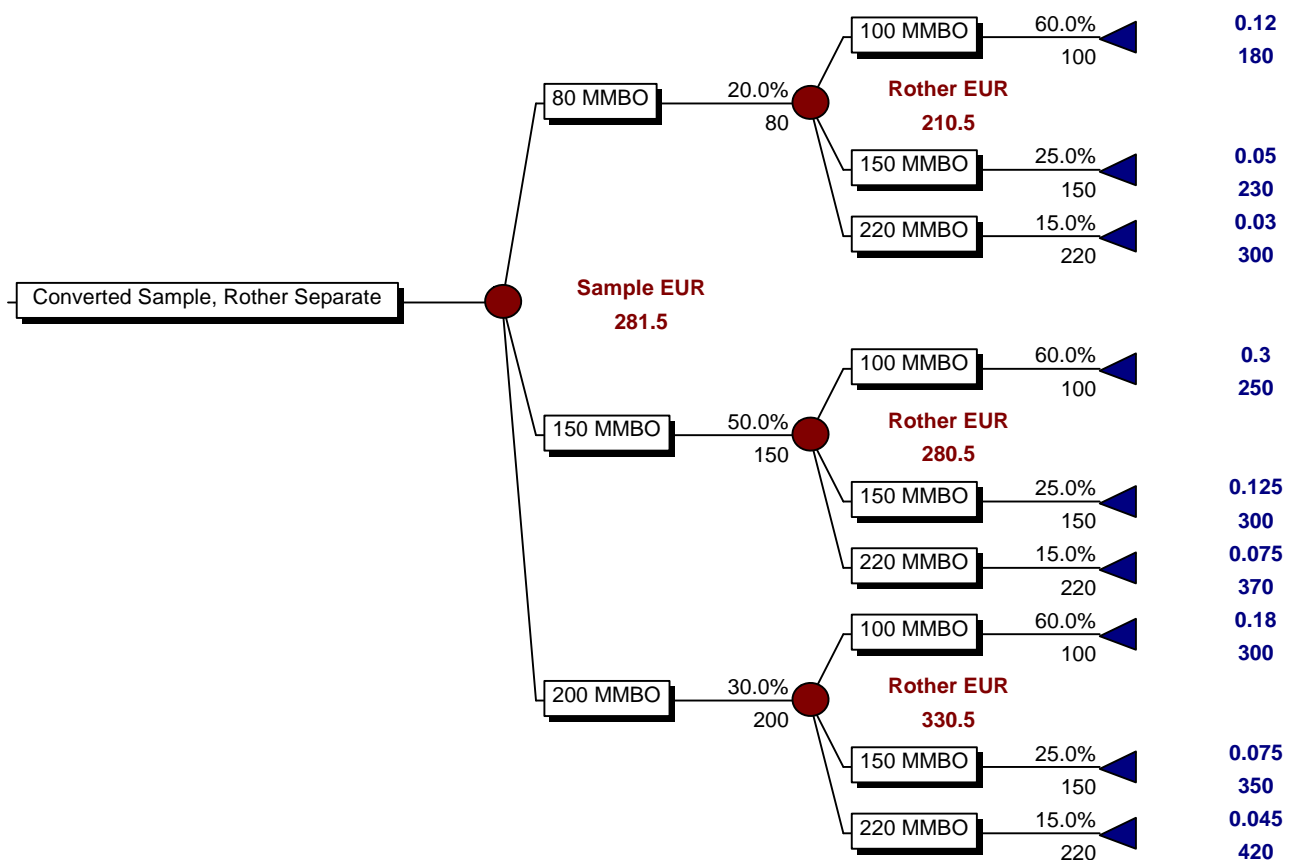 100 MMBO 60.0% 0.12
100 180
80 MMBO 20.0% Rother EUR
80 210.5
150 MMBO 25.0% 0.05
150 230
220 MMBO 15.0% 0.03
220 300
Converted Sample, Rother Separate Sample EUR
281.5
100 MMBO 60.0% 0.3
100 250
150 MMBO 50.0% Rother EUR
150 280.5
150 MMBO 25.0% 0.125
150 300
220 MMBO 15.0% 0.075
220 370
100 MMBO 60.0% 0.18
100 300
200 MMBO 30.0% Rother EUR
200 330.5
150 MMBO 25.0% 0.075
150 350
220 MMBO 15.0% 0.045
220 420